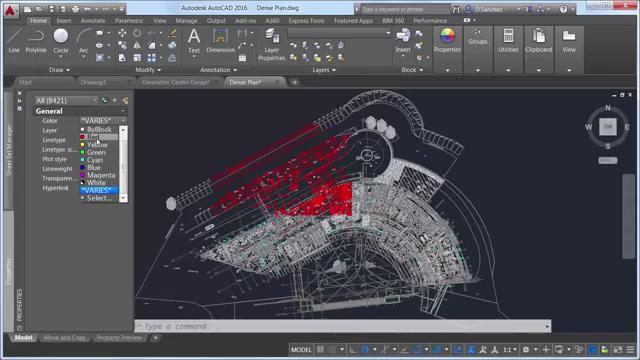 Autodesk AutoCAD 2016 Dense Plan.dwg
Type a keyword or phrase
D.Sanchez
Home Insert Annotate Parametric View Manage Output Add-ins Autodesk 360 Express Tools Featured Apps BIM 360 Performance
Line Polyline Circle Arc Text Dimension Layer Properties Insert Properties Groups Utilities Clipboard View
Draw Modify Annotation Layers Block
Start Drawing1 Geometric Center Osnap* Dense Plan*
All (8421)
General
Color *VARIES*
Layer ByBlock
Linetype Red
Linetype sc... Yellow
Plot style Green
Lineweight Cyan
Transparen... Blue
Hyperlink Magenta
White
*VARIES*
Select...
N
W TOP E
S
Sheet Set Manager
Properties
PROPERTIES
Type a command
Model Move and Copy Property Preview
MODEL 1:1